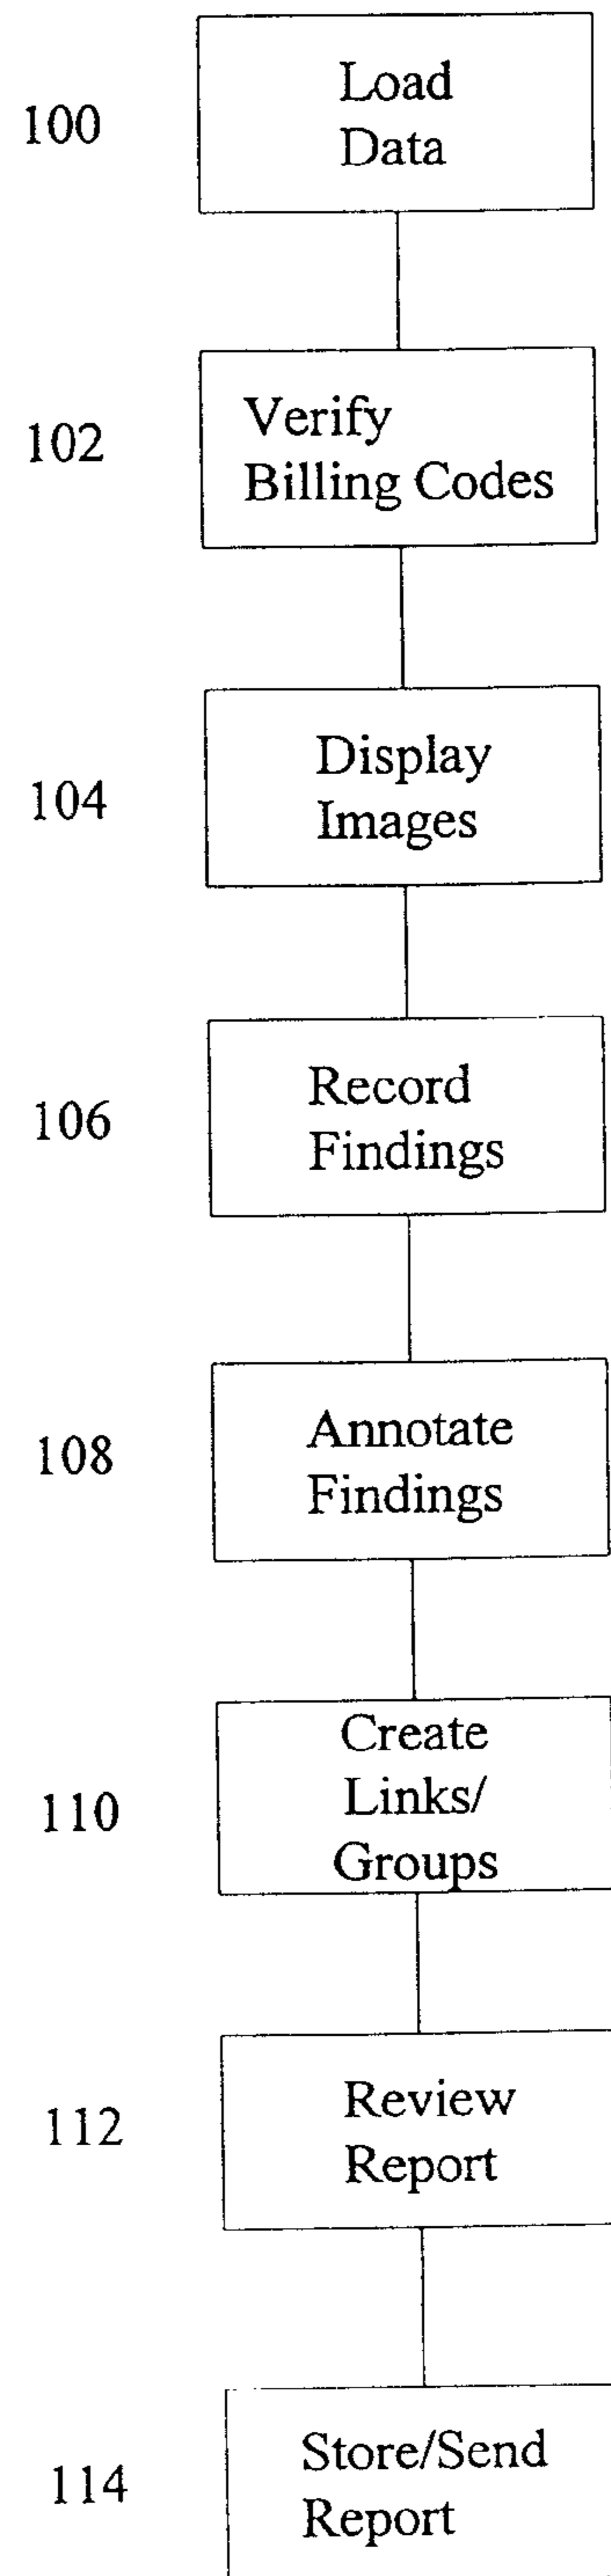 100
Load
Data
102
Verify
Billing Codes
104
Display
Images
106
Record
Findings
108
Annotate
Findings
110
Create
Links/
Groups
112
Review
Report
114
Store/Send
Report